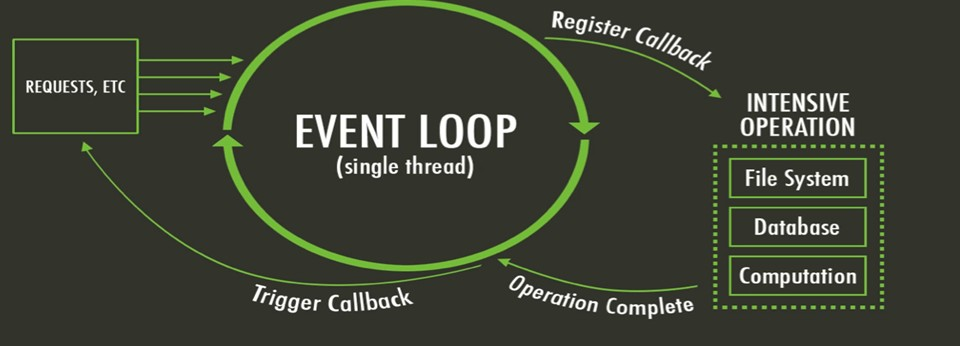 REQUESTS, ETC
EVENT LOOP
(single thread)
Register Callback
INTENSIVE
OPERATION
File System
Database
Computation
Operation Complete
Trigger Callback